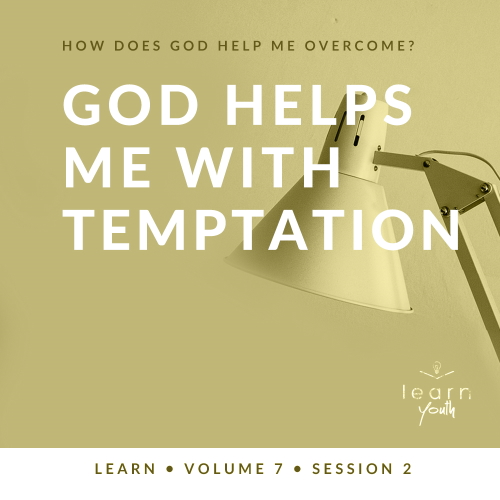 HOW DOES GOD HELP ME OVERCOME?
GOD HELPS
ME WITH
TEMPTATION
learn
youth
LEARN • VOLUME 7 • SESSION 2